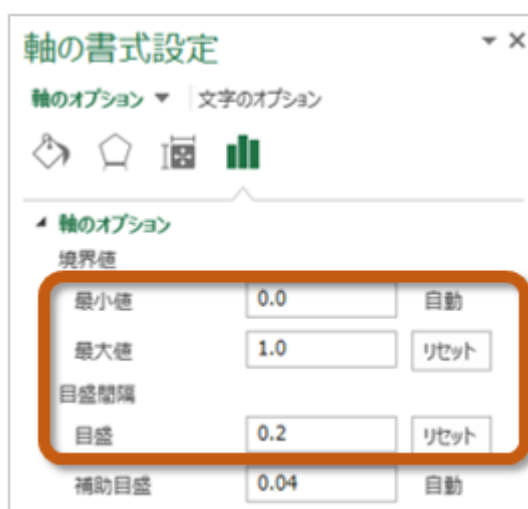 軸の書式設定
軸のオプション 文字のオプション
軸のオプション
境界値
最小値 0.0 自動
最大値 1.0 リセット
目盛間隔
目盛 0.2 リセット
補助目盛 0.04 自動